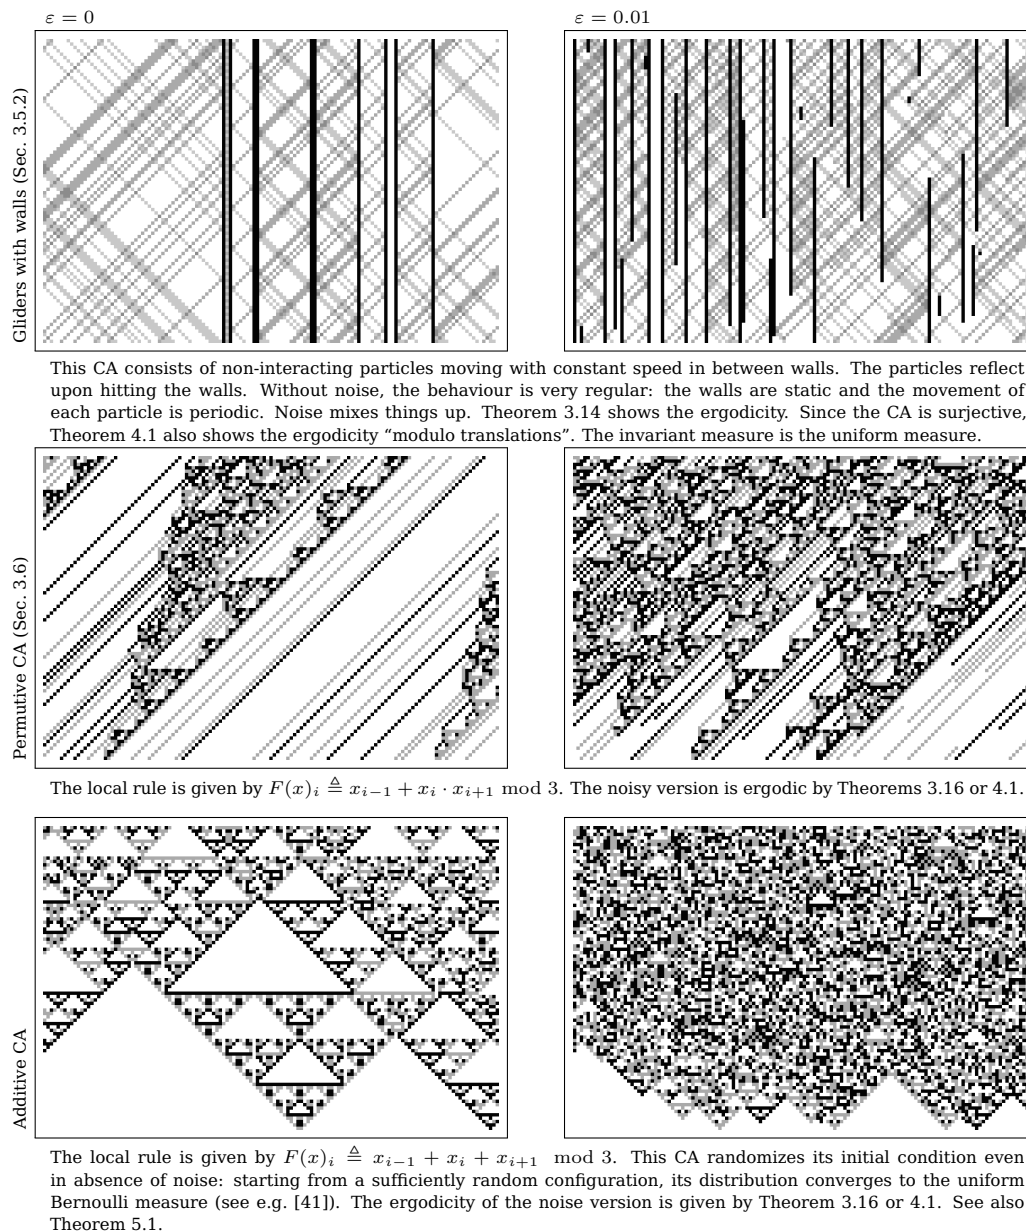 ε = 0
ε = 0.01
Gliders with walls (Sec. 3.5.2)
This CA consists of non-interacting particles moving with constant speed in between walls. The particles reflect
upon hitting the walls. Without noise, the behaviour is very regular: the walls are static and the movement of
each particle is periodic. Noise mixes things up. Theorem 3.14 shows the ergodicity. Since the CA is surjective,
Theorem 4.1 also shows the ergodicity “modulo translations”. The invariant measure is the uniform measure.
Permutive CA (Sec. 3.6)
The local rule is given by F(x)_i ≜ x_{i−1} + x_i · x_{i+1} mod 3. The noisy version is ergodic by Theorems 3.16 or 4.1.
Additive CA
The local rule is given by F(x)_i ≜ x_{i−1} + x_i + x_{i+1} mod 3. This CA randomizes its initial condition even
in absence of noise: starting from a sufficiently random configuration, its distribution converges to the uniform
Bernoulli measure (see e.g. [41]). The ergodicity of the noise version is given by Theorem 3.16 or 4.1. See also
Theorem 5.1.